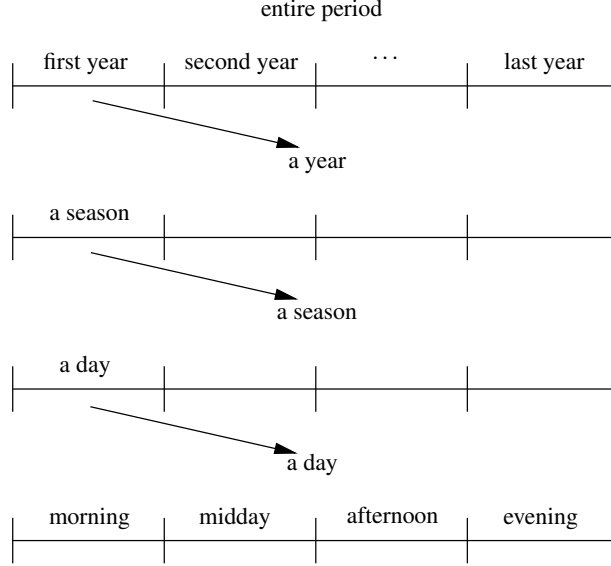 entire period
first year second year ... last year
a year
a season
a season
a day
a day
morning midday afternoon evening